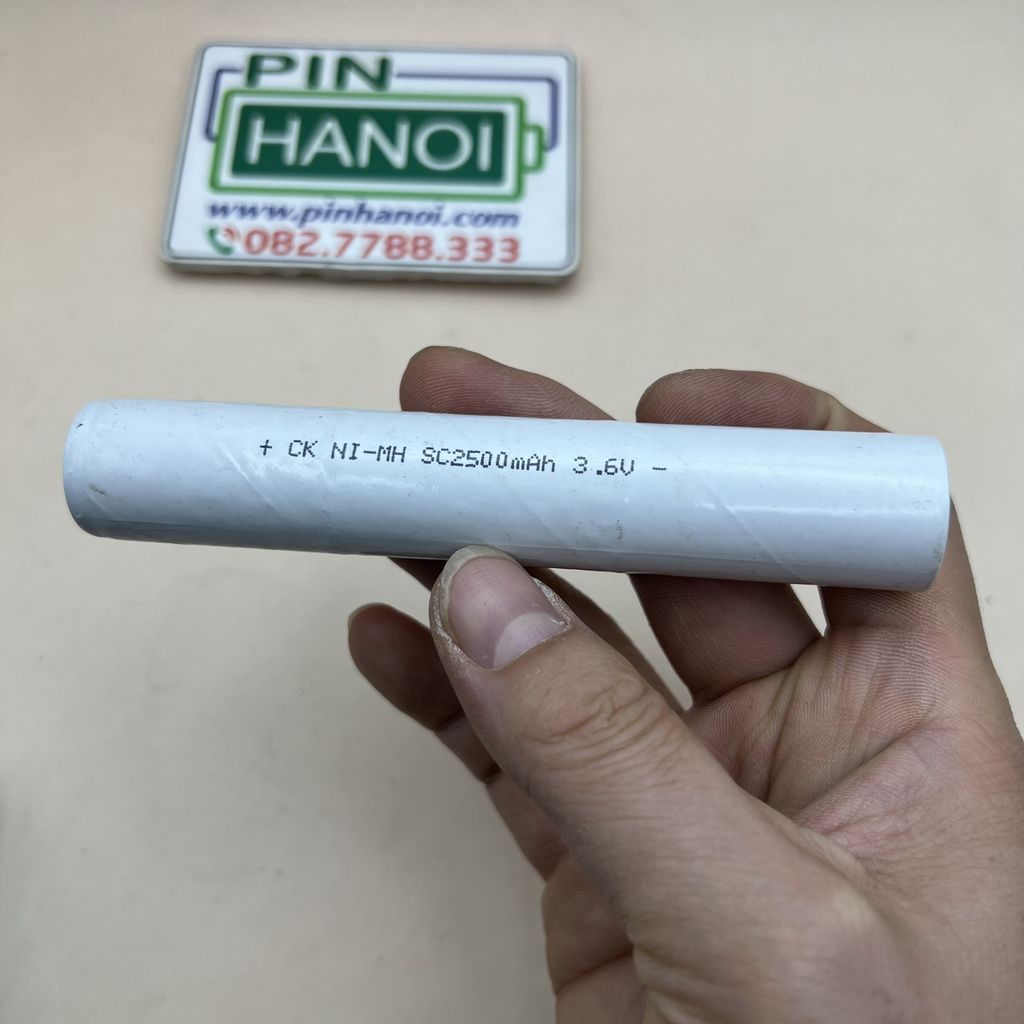 PIN
HANOI
www.pinhanoi.com
082.7788.333
+ CK NI-MH SC2500mAh 3.6V -